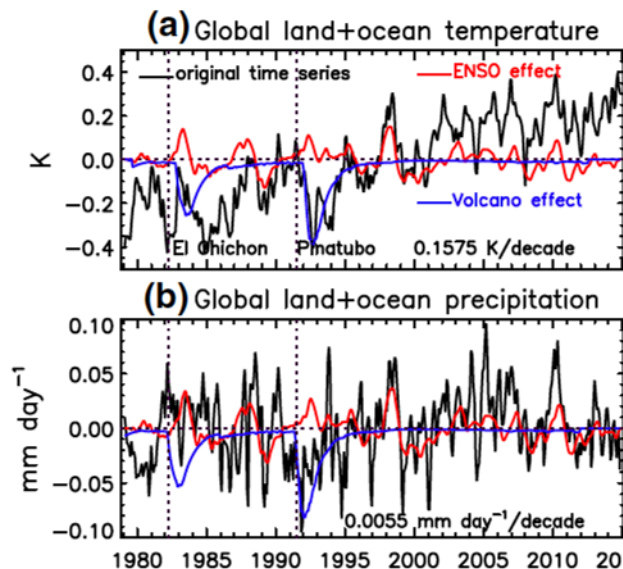 (a) Global land+ocean temperature
original time series
ENSO effect
0.4
0.2
0.0
-0.2
-0.4
K
Volcano effect
El Chichon
Pinatubo
0.1575 K/decade
(b) Global land+ocean precipitation
0.10
0.05
0.00
-0.05
-0.10
mm day⁻¹
0.0055 mm day⁻¹/decade
1980 1985 1990 1995 2000 2005 2010 201